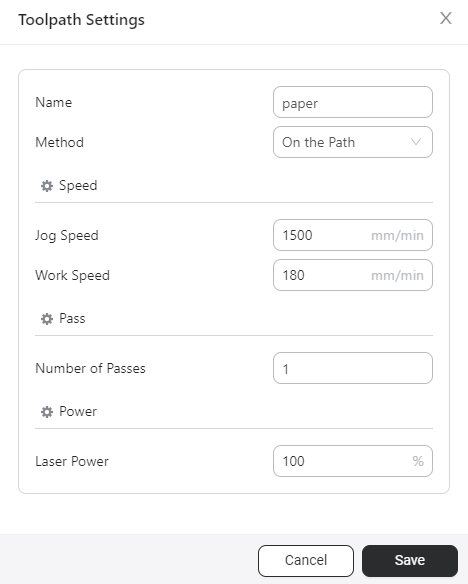 Toolpath Settings
Name paper
Method On the Path
Speed
Jog Speed 1500 mm/min
Work Speed 180 mm/min
Pass
Number of Passes 1
Power
Laser Power 100 %
Cancel Save